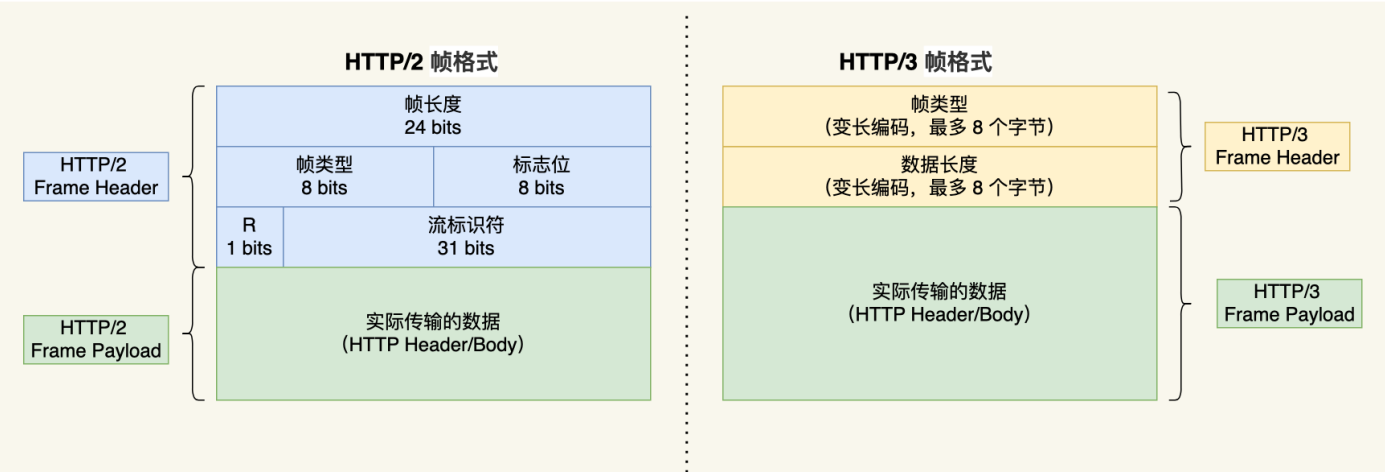 HTTP/2 帧格式
HTTP/2
Frame Header
帧长度
24 bits
帧类型
8 bits
标志位
8 bits
R
1 bits
流标识符
31 bits
HTTP/2
Frame Payload
实际传输的数据
（HTTP Header/Body）
HTTP/3 帧格式
帧类型
（变长编码，最多 8 个字节）
数据长度
（变长编码，最多 8 个字节）
HTTP/3
Frame Header
实际传输的数据
（HTTP Header/Body）
HTTP/3
Frame Payload